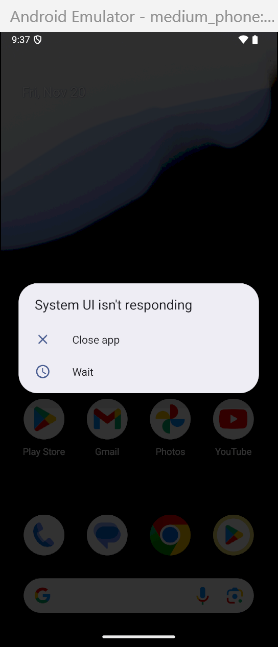 Android Emulator - medium_phone:...
9:37
System UI isn't responding
Close app
Wait
Play Store
Gmail
Photos
YouTube